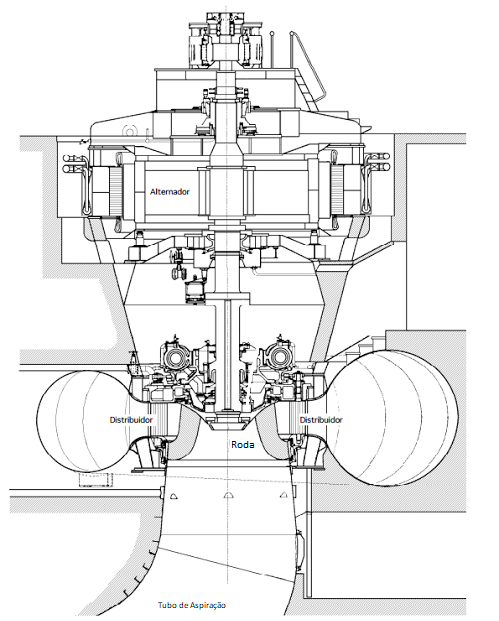 Alternador
Distribuidor
Distribuidor
Roda
Tubo de Aspiração